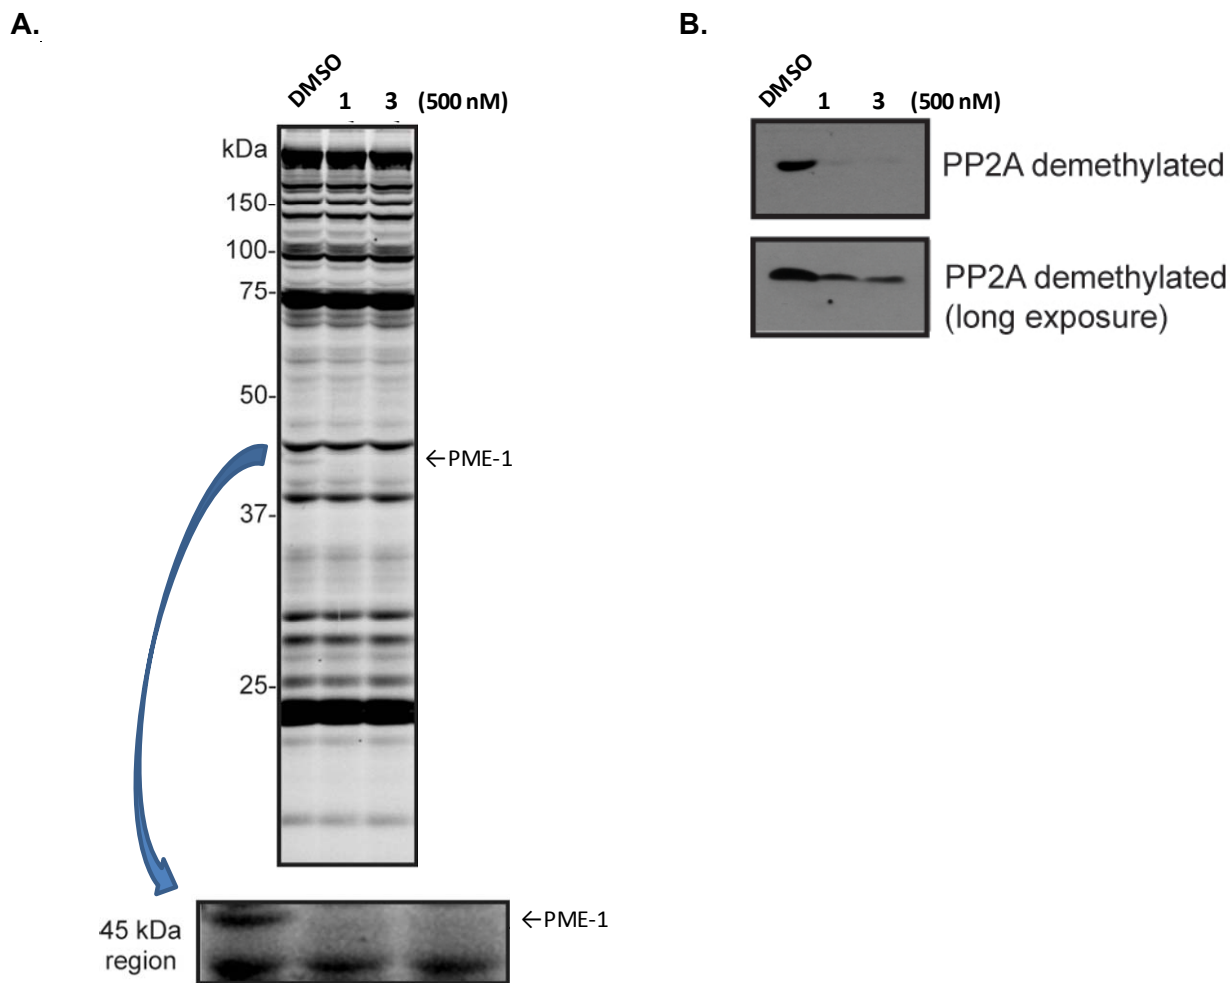 A.
DMSO
1 3 (500 nM)
kDa
150-
100-
75-
50-
←PME-1
37-
25-
45 kDa
region
←PME-1
B.
DMSO
1 3 (500 nM)
PP2A demethylated
PP2A demethylated
(long exposure)